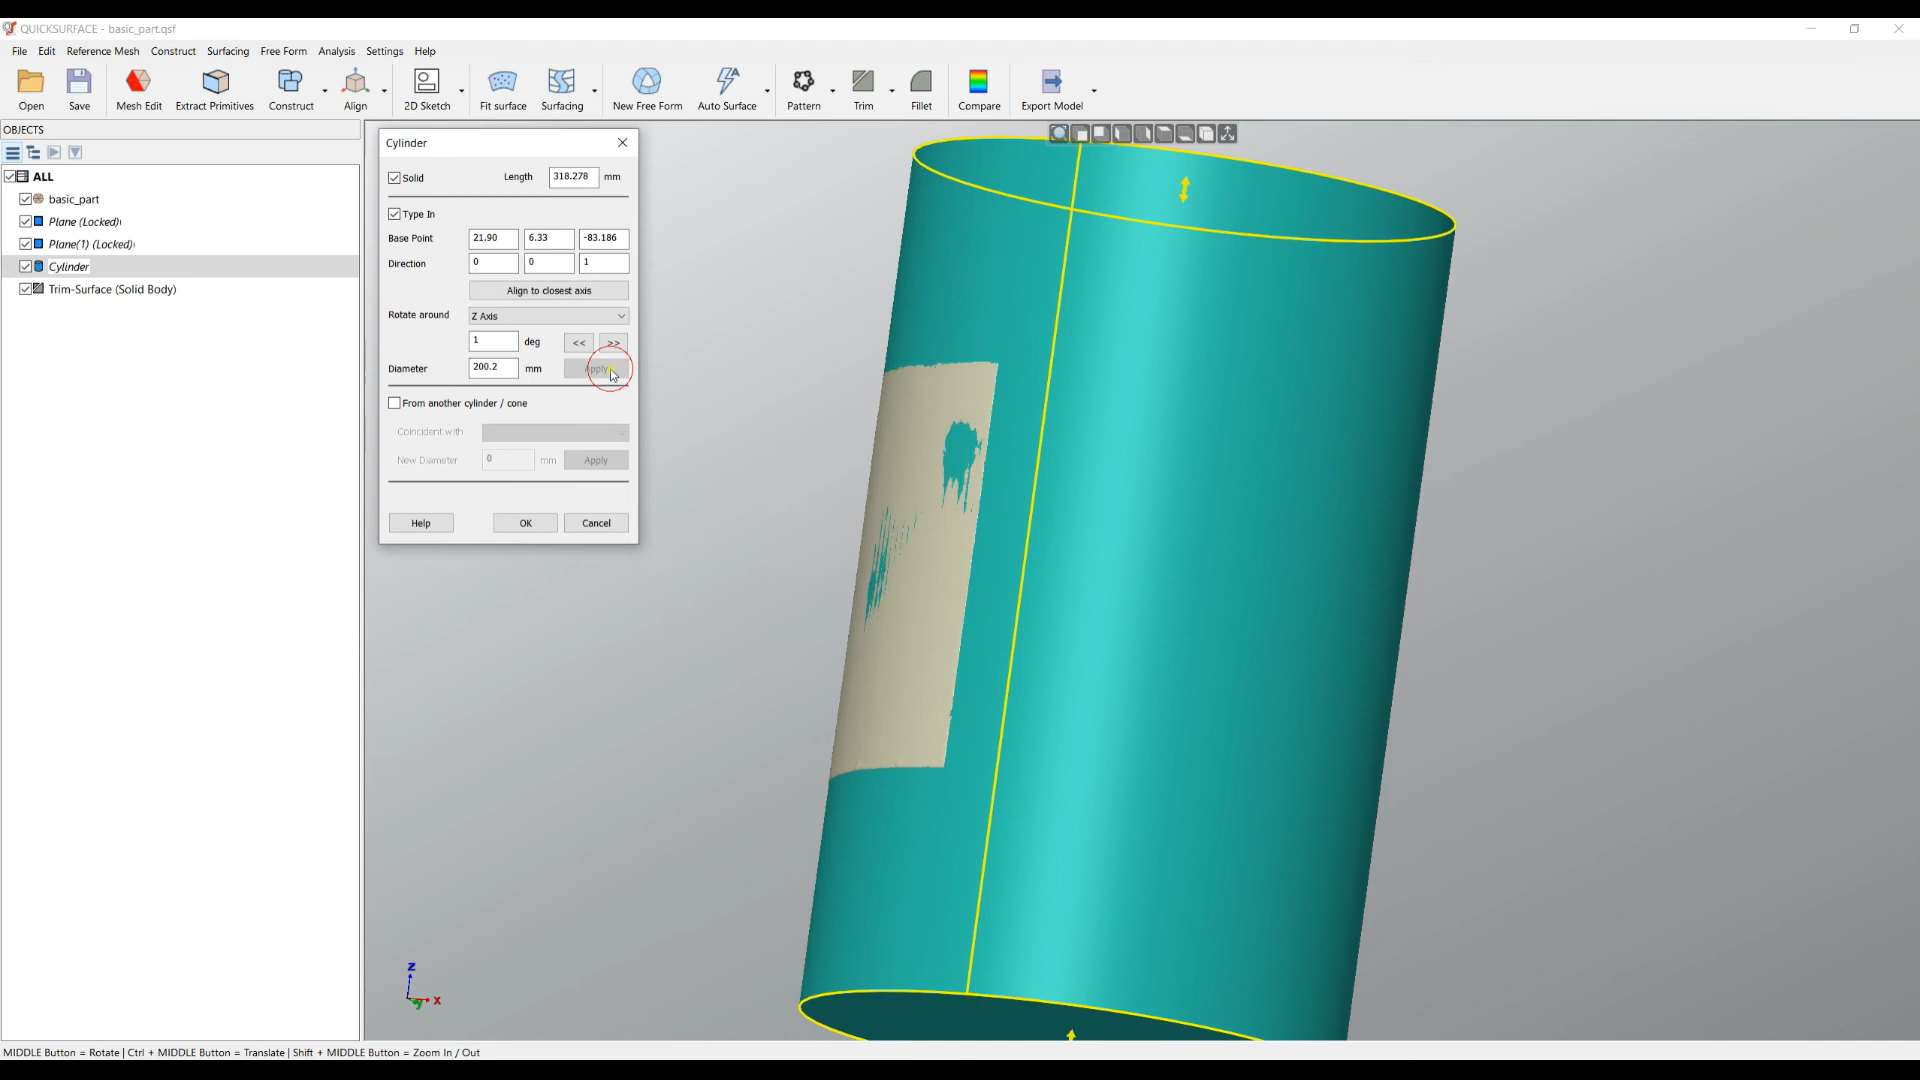 QUICKSURFACE - basic_part.qsf
File Edit Reference Mesh Construct Surfacing Free Form Analysis Settings Help
Open Save Mesh Edit Extract Primitives Construct Align 2D Sketch Fit surface Surfacing New Free Form Auto Surface Pattern Trim Fillet Compare Export Model
OBJECTS
ALL
basic_part
Plane (Locked)
Plane(1) (Locked)
Cylinder
Trim-Surface (Solid Body)
Cylinder
Solid Length 318.278 mm
Type In
Base Point 21.90 6.33 -83.186
Direction 0 0 1
Align to closest axis
Rotate around Z Axis
1 deg << >>
Diameter 200.2 mm Apply
From another cylinder / cone
Coincident with
New Diameter 0 mm Apply
Help OK Cancel
Z
Y X
MIDDLE Button = Rotate | Ctrl + MIDDLE Button = Translate | Shift + MIDDLE Button = Zoom In / Out